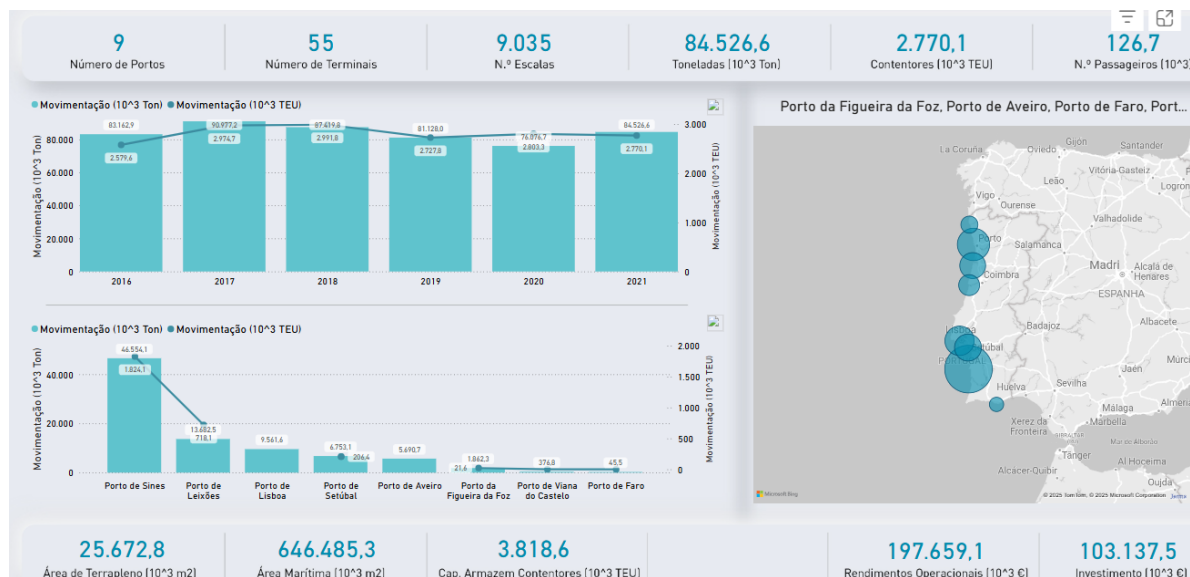 9
Número de Portos
55
Número de Terminais
9.035
N.º Escalas
84.526,6
Toneladas (10^3 Ton)
2.770,1
Contentores (10^3 TEU)
126,7
N.º Passageiros (10^3)
Movimentação (10^3 Ton) Movimentação (10^3 TEU)
Movimentação (10^3 Ton)
80.000
60.000
40.000
20.000
0
83.162,9
90.977,2
87.419,8
81.128,0
76.076,7
84.526,6
2.579,6
2.974,7
2.991,8
2.727,8
2.803,3
2.770,1
3.000
2.000
1.000
0
Movimentação (10^3 TEU)
2016 2017 2018 2019 2020 2021
Movimentação (10^3 Ton) Movimentação (10^3 TEU)
Movimentação (10^3 Ton)
40.000
20.000
0
46.554,1
1.824,1
13.682,5
718,1
9.561,6
6.753,1
206,4
5.690,7
1.862,3
21,6
376,8
45,5
2.000
1.500
1.000
500
0
Movimentação (10^3 TEU)
Porto de Sines
Porto de
Leixões
Porto de
Lisboa
Porto de
Setúbal
Porto de Aveiro
Porto da
Figueira da Foz
Porto de Viana
do Castelo
Porto de Faro
Porto da Figueira da Foz, Porto de Aveiro, Porto de Faro, Port...
La Coruña
Oviedo
Gijón
Santander
Vitória-Gasteiz
Leão
Logron
Vigo
Ourense
Valhadolide
Porto
Salamanca
Coimbra
Madri
Alcalá de
Henares
ESPANHA
Lisboa
Badajoz
Albacete
Setúbal
Múrci
Jaén
Huelva
Sevilha
Málaga
Almeria
Xerez da
Fronteira
GIBRALTAR
Marbella
Mar de Alborão
Tânger
Al Hoceima
Alcácer-Quibir
Oujda
Microsoft Bing
© 2025 TomTom, © 2025 Microsoft Corporation
25.672,8
Área de Terrapleno (10^3 m2)
646.485,3
Área Marítima (10^3 m2)
3.818,6
Cap. Armazem Contentores (10^3 TEU)
197.659,1
Rendimentos Operacionais (10^3 €)
103.137,5
Investimento (10^3 €)